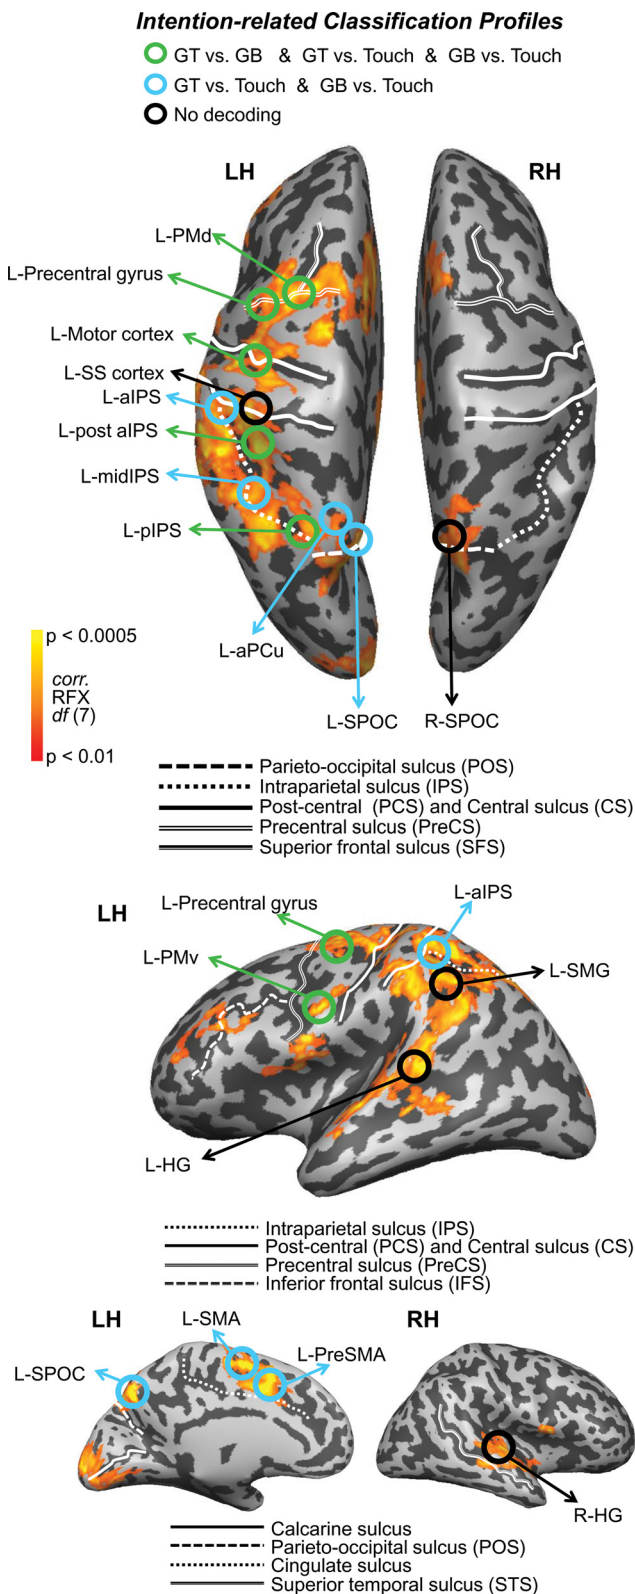 Intention-related Classification Profiles
GT vs. GB & GT vs. Touch & GB vs. Touch
GT vs. Touch & GB vs. Touch
No decoding
LH
RH
L-PMd
L-Precentral gyrus
L-Motor cortex
L-SS cortex
L-aIPS
L-post aIPS
L-midIPS
L-pIPS
L-aPCu
L-SPOC
R-SPOC
p < 0.0005
corr.
RFX
df (7)
p < 0.01
Parieto-occipital sulcus (POS)
Intraparietal sulcus (IPS)
Post-central (PCS) and Central sulcus (CS)
Precentral sulcus (PreCS)
Superior frontal sulcus (SFS)
LH
L-Precentral gyrus
L-aIPS
L-PMv
L-SMG
L-HG
Intraparietal sulcus (IPS)
Post-central (PCS) and Central sulcus (CS)
Precentral sulcus (PreCS)
Inferior frontal sulcus (IFS)
LH
RH
L-SMA
L-PreSMA
L-SPOC
R-HG
Calcarine sulcus
Parieto-occipital sulcus (POS)
Cingulate sulcus
Superior temporal sulcus (STS)